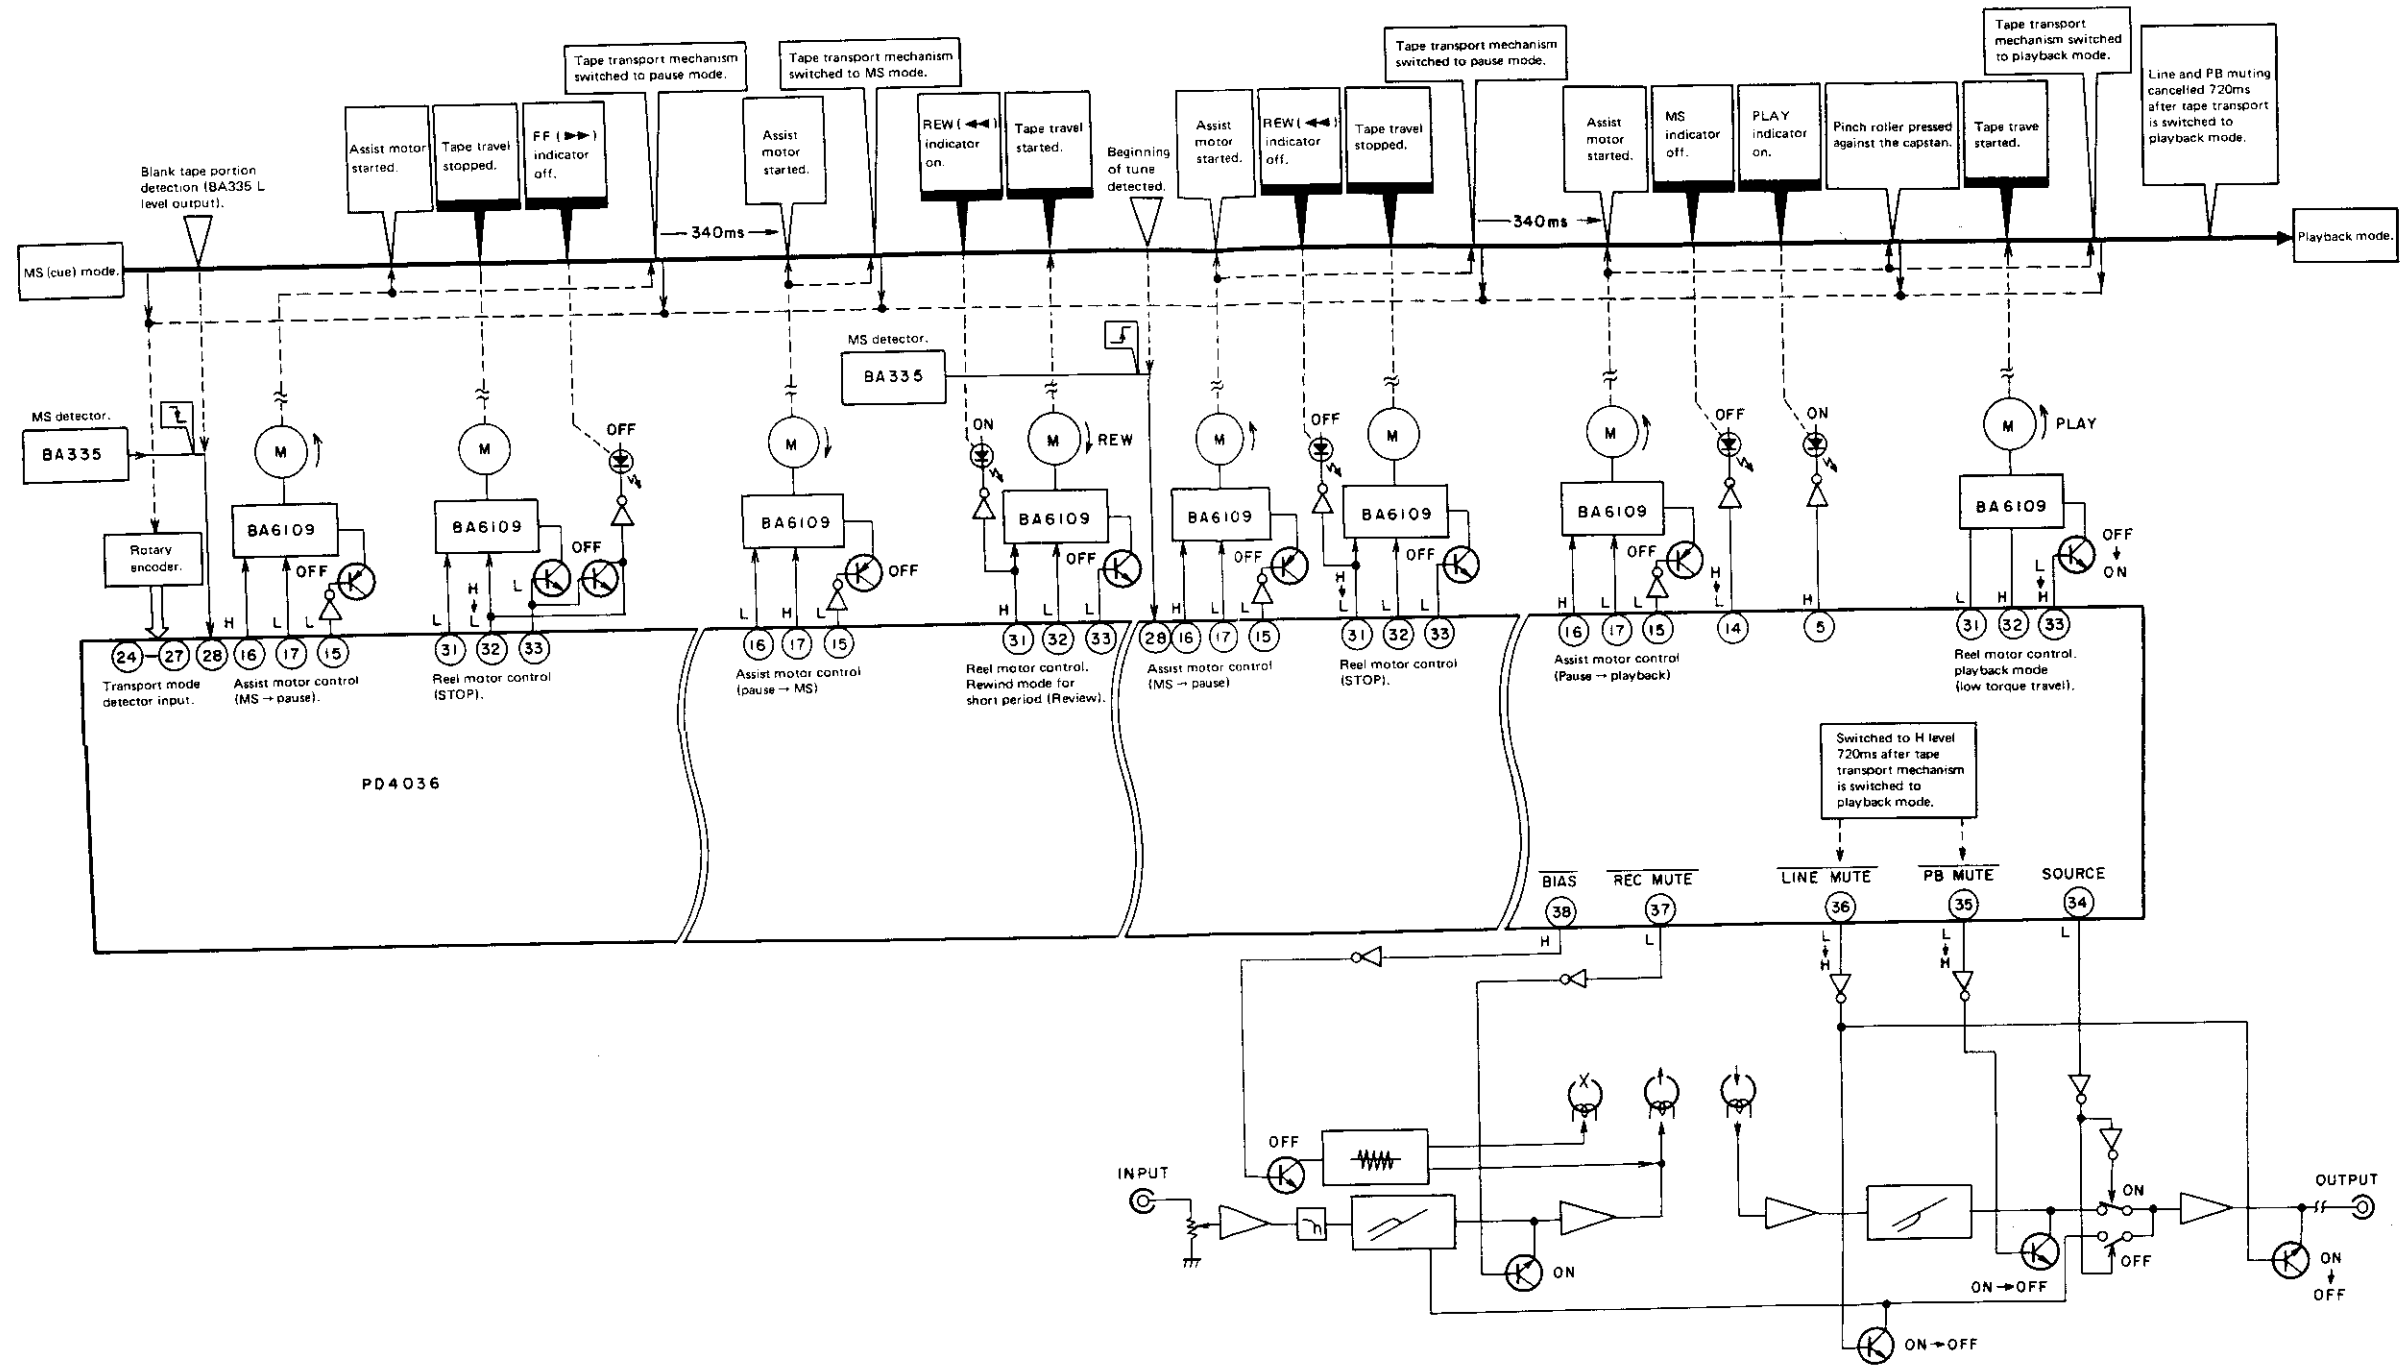 Tape transport mechanism
switched to pause mode.
Tape transport mechanism
switched to MS mode.
Tape transport mechanism
switched to pause mode.
Tape transport
mechanism switched
to playback mode.
Line and PB muting
cancelled 720ms
after tape transport
is switched to
playback mode.
Blank tape portion
detection (BA335 L
level output).
Assist motor
started.
Tape travel
stopped.
FF (▶▶)
indicator
off.
Assist
motor
started.
REW (◀◀)
indicator
on.
Tape travel
started.
Beginning
of tune
detected.
Assist
motor
started.
REW (◀◀)
indicator
off.
Tape travel
stopped.
Assist
motor
started.
MS
indicator
off.
PLAY
indicator
on.
Pinch roller pressed
against the capstan.
Tape trave
started.
MS (cue) mode.
340ms
340ms
Playback mode.
MS detector.
BA335
MS detector.
BA335
M
M
OFF
M
ON
M
REW
M
OFF
M
M
OFF
ON
M
PLAY
Rotary
encoder.
BA6109
OFF
BA6109
OFF
BA6109
OFF
BA6109
OFF
BA6109
OFF
BA6109
OFF
BA6109
OFF
BA6109
OFF
ON
H L L
L H L L
L H L
H L L
H L L
H L L L
H L L
H L
H
L H L H
24 27 28 16 17 15
31 32 33
16 17 15
31 32 33
28 16 17 15
31 32 33
16 17 15
14
5
31 32 33
Transport mode
detector input.
Assist motor control
(MS → pause).
Reel motor control
(STOP).
Assist motor control
(pause → MS)
Reel motor control.
Rewind mode for
short period (Review).
Assist motor control
(MS → pause)
Reel motor control
(STOP).
Assist motor control
(Pause → playback)
Reel motor control.
playback mode
(low torque travel).
PD4036
Switched to H level
720ms after tape
transport mechanism
is switched to
playback mode.
BIAS
REC MUTE
LINE MUTE
PB MUTE
SOURCE
38
37
36
35
34
H
L
L
H
L
H
L
X
OFF
INPUT
ON
ON
OFF
ON→OFF
OUTPUT
ON
OFF
ON→OFF